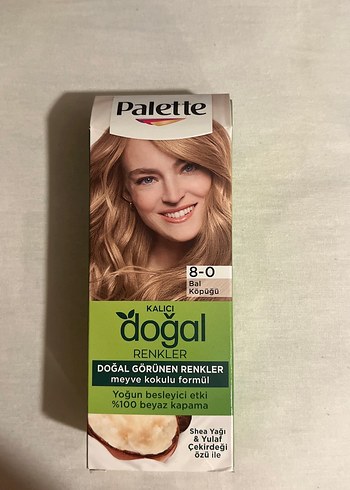 Palette
8-0
Bal
Köpüğü
KALICI
doğal
RENKLER
DOĞAL GÖRÜNEN RENKLER
meyve kokulu formül
Yoğun besleyici etki
%100 beyaz kapama
Shea Yağı
& Yulaf
Çekirdeği
özü ile